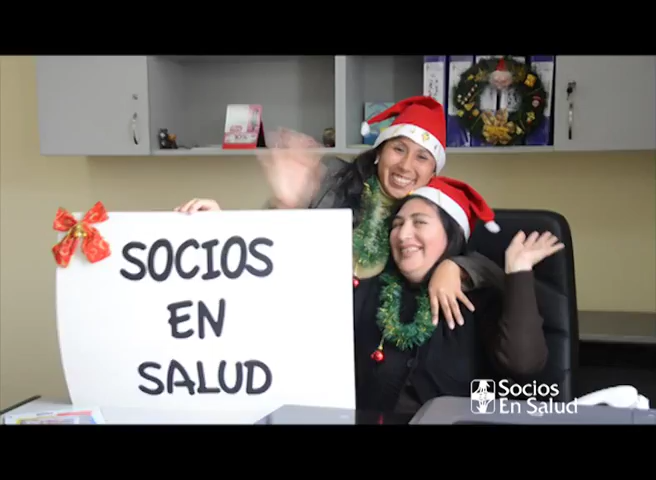 SOCIOS
EN
SALUD
Socios
En Salud